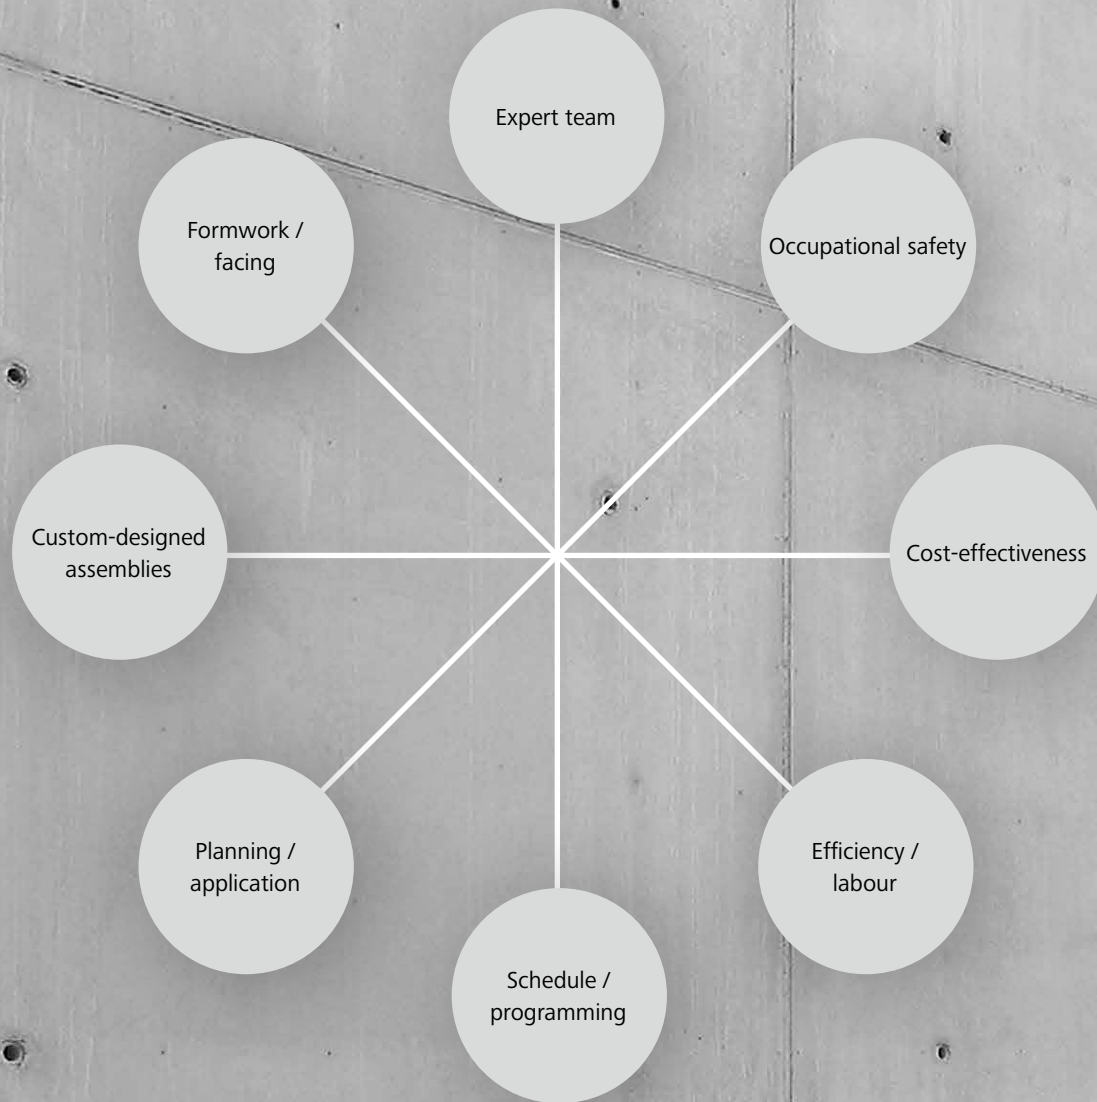 Expert team
Occupational safety
Cost-effectiveness
Efficiency /
labour
Schedule /
programming
Planning /
application
Custom-designed
assemblies
Formwork /
facing